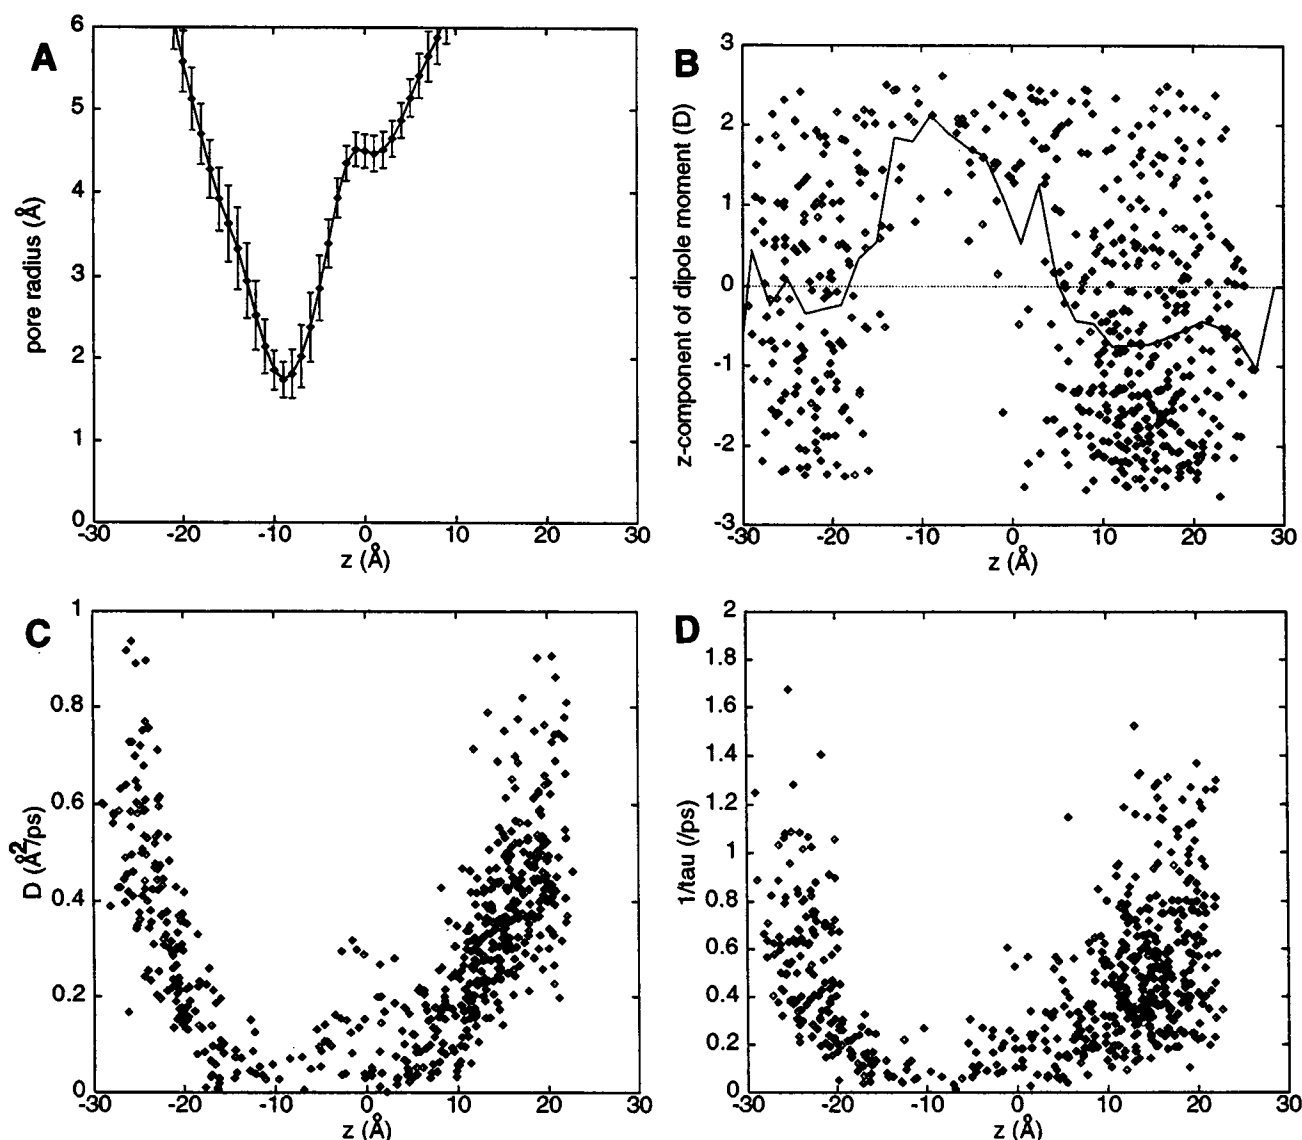 A
pore radius (Å)
6
5
4
3
2
1
0
-30 -20 -10 0 10 20 30
z (Å)
B
z-component of dipole moment (D)
3
2
1
0
-1
-2
-3
-30 -20 -10 0 10 20 30
z (Å)
C
D (Å²/ps)
1
0.8
0.6
0.4
0.2
0
-30 -20 -10 0 10 20 30
z (Å)
D
1/tau (/ps)
2
1.8
1.6
1.4
1.2
1
0.8
0.6
0.4
0.2
0
-30 -20 -10 0 10 20 30
z (Å)